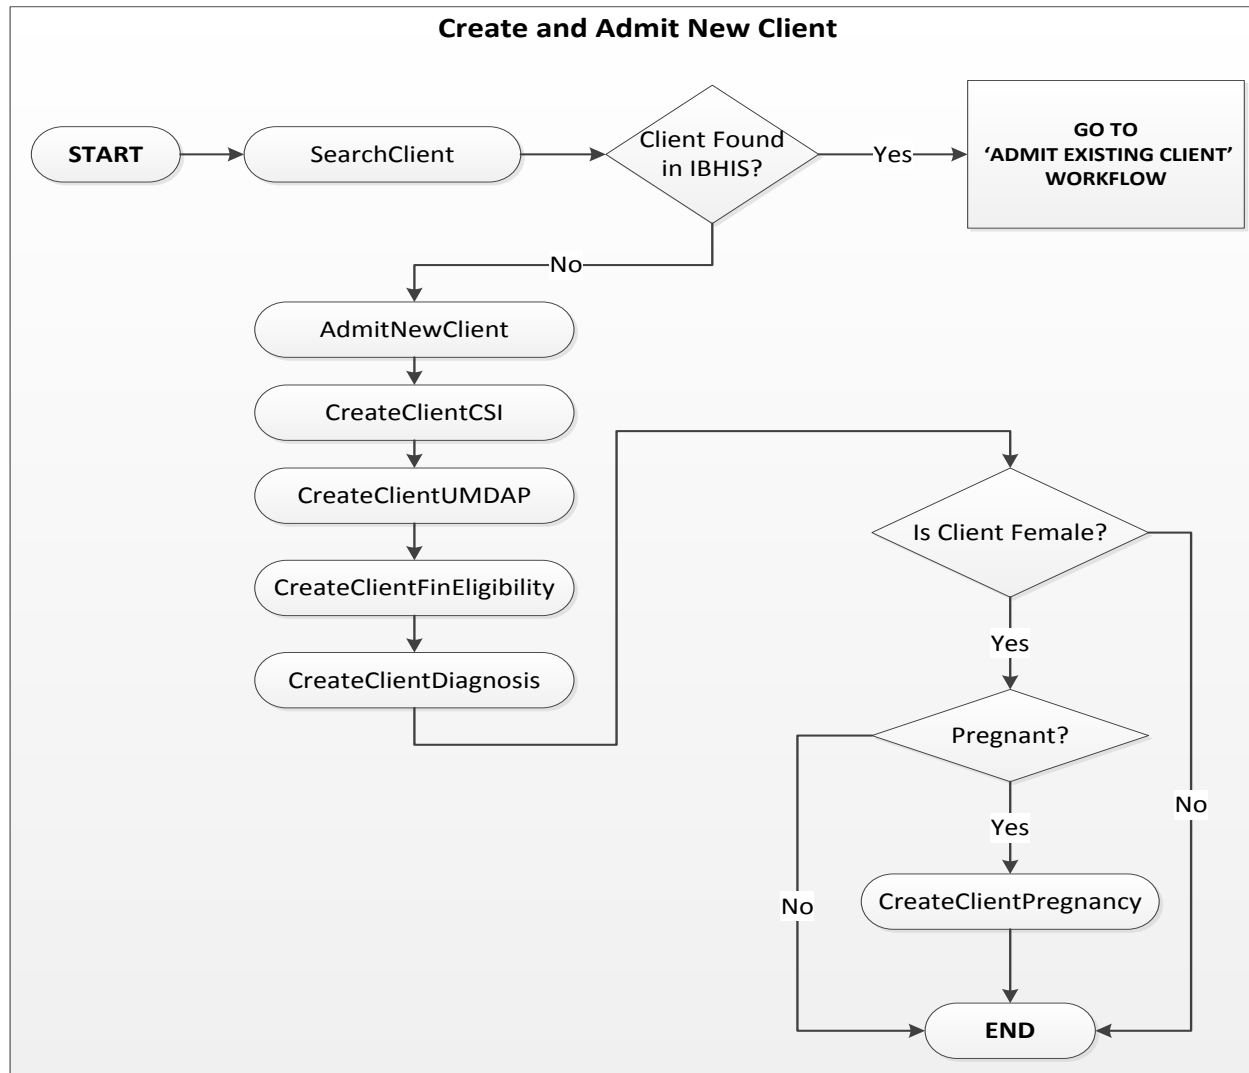 Create and Admit New Client
START
SearchClient
Client Found
in IBHIS?
Yes
GO TO
‘ADMIT EXISTING CLIENT’
WORKFLOW
No
AdmitNewClient
CreateClientCSI
CreateClientUMDAP
CreateClientFinEligibility
CreateClientDiagnosis
Is Client Female?
Yes
Pregnant?
No
Yes
CreateClientPregnancy
No
END